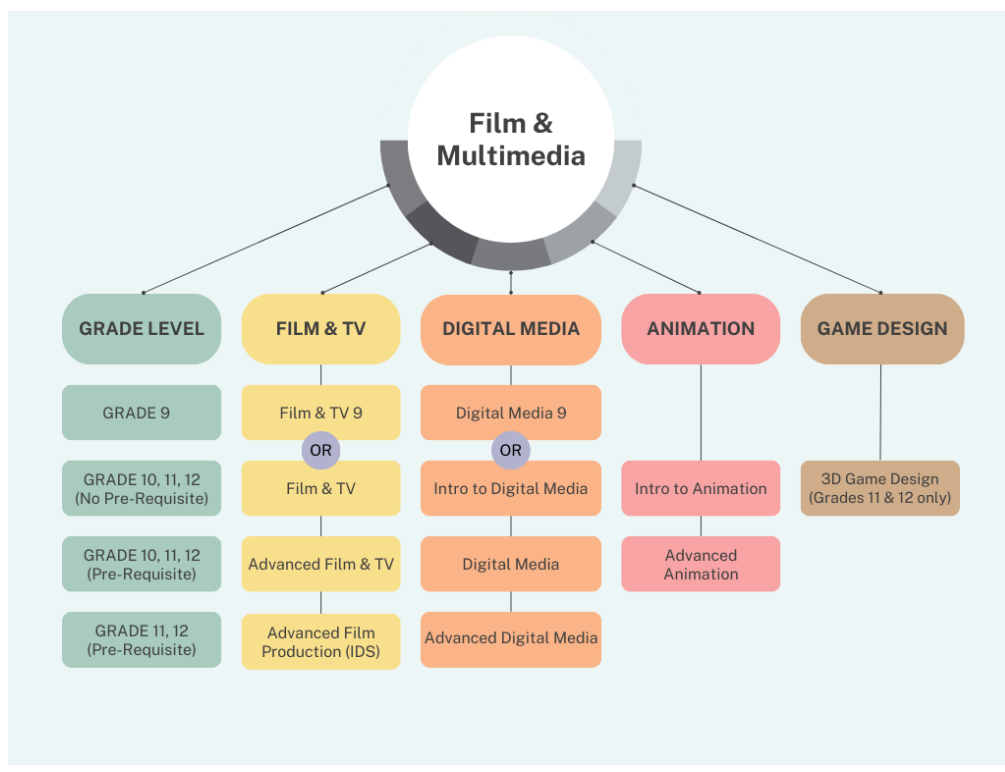 Film &
Multimedia
GRADE LEVEL
FILM & TV
DIGITAL MEDIA
ANIMATION
GAME DESIGN
GRADE 9
Film & TV 9
Digital Media 9
OR
OR
GRADE 10, 11, 12
(No Pre-Requisite)
Film & TV
Intro to Digital Media
Intro to Animation
3D Game Design
(Grades 11 & 12 only)
GRADE 10, 11, 12
(Pre-Requisite)
Advanced Film & TV
Digital Media
Advanced
Animation
GRADE 11, 12
(Pre-Requisite)
Advanced Film
Production (IDS)
Advanced Digital Media